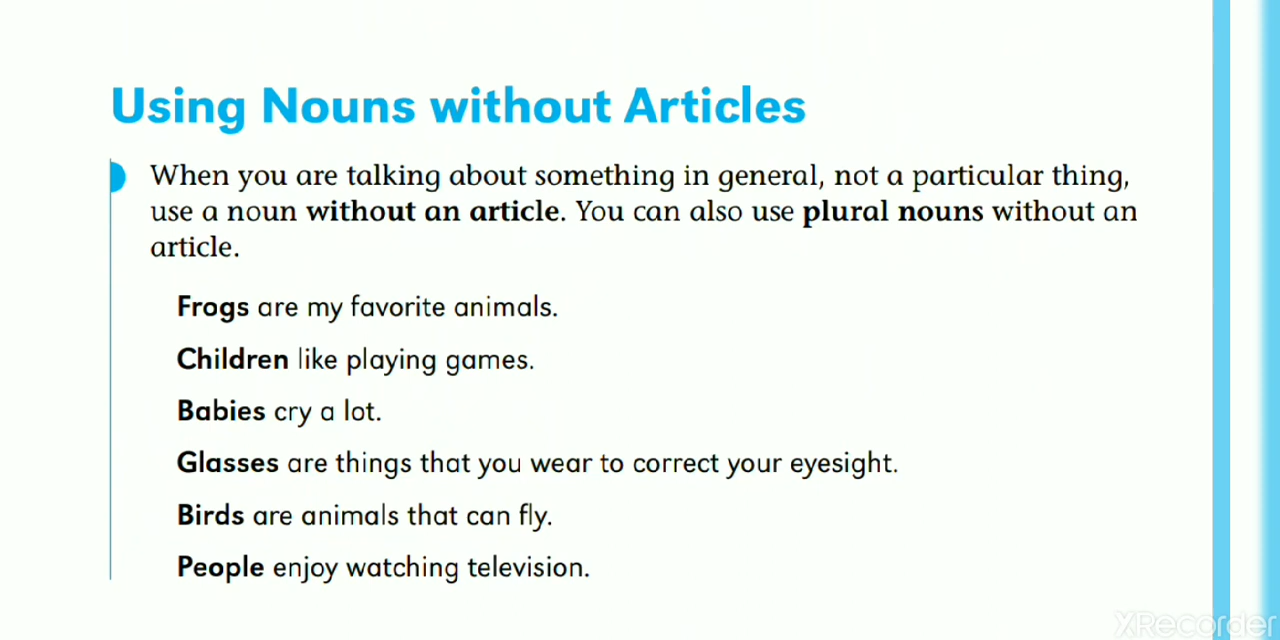 Using Nouns without Articles
When you are talking about something in general, not a particular thing,
use a noun without an article. You can also use plural nouns without an
article.
Frogs are my favorite animals.
Children like playing games.
Babies cry a lot.
Glasses are things that you wear to correct your eyesight.
Birds are animals that can fly.
People enjoy watching television.
XRecorder